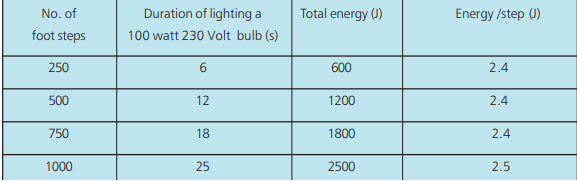 No. of foot steps Duration of lighting a 100 watt 230 Volt bulb (s) Total energy (J) Energy /step (J)
250 6 600 2.4
500 12 1200 2.4
750 18 1800 2.4
1000 25 2500 2.5